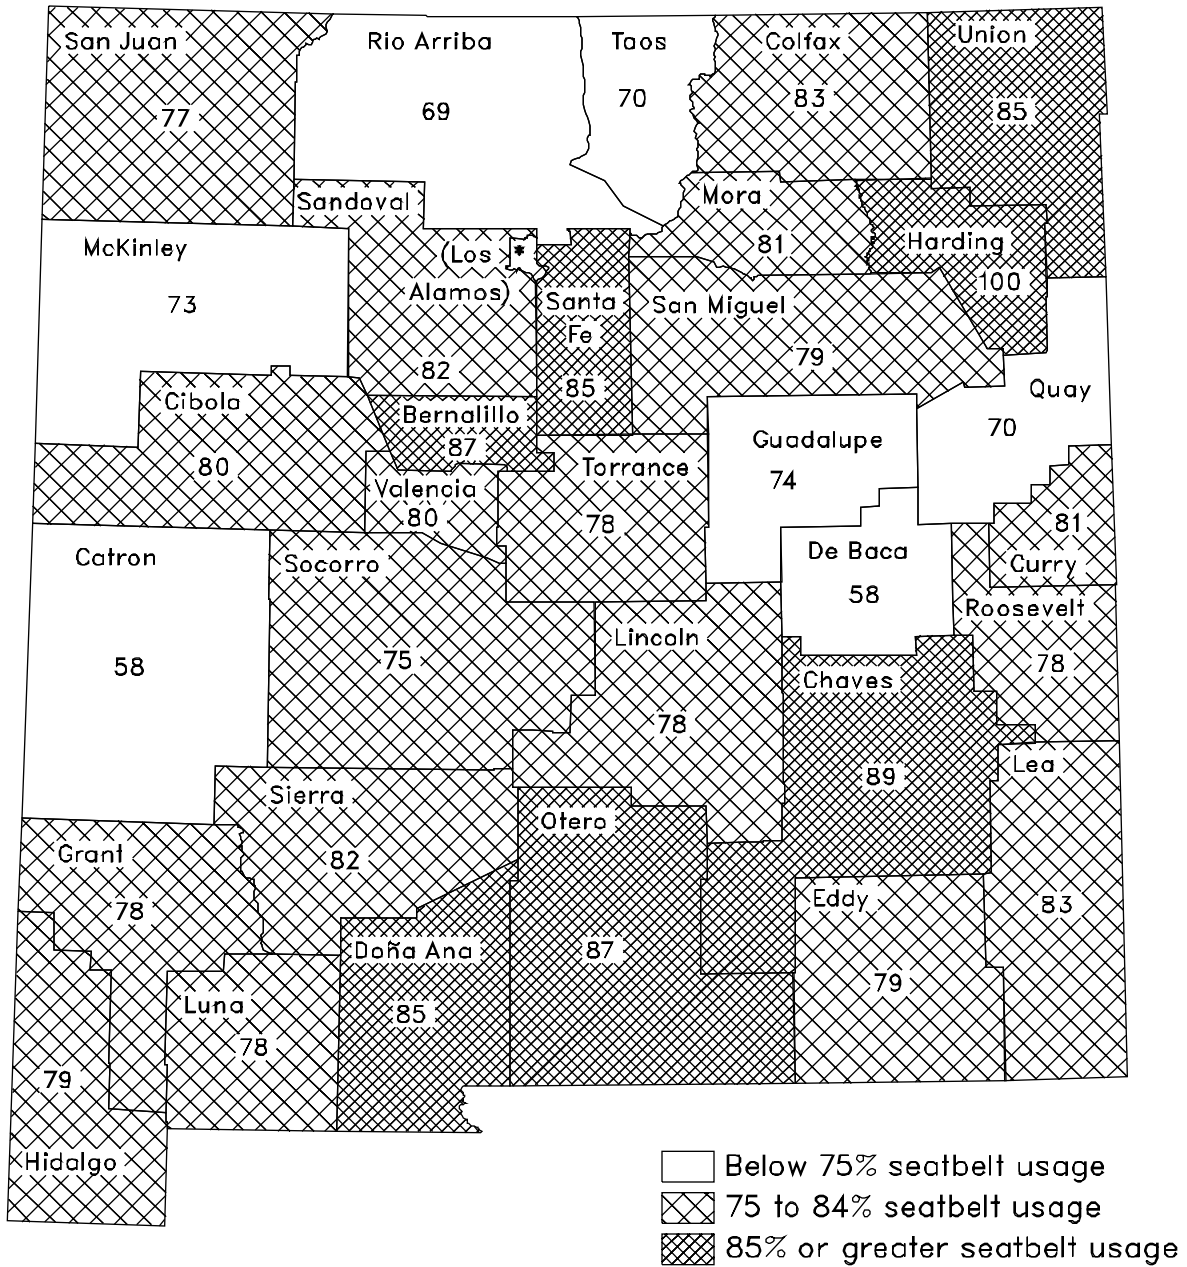 San Juan
77
Rio Arriba
69
Taos
70
Colfax
83
Union
85
Sandoval
82
(Los
Alamos)
*
Mora
81
Harding
100
McKinley
73
Santa
Fe
85
San Miguel
79
Quay
70
Cibola
80
Bernalillo
87
Guadalupe
74
Torrance
78
Valencia
80
Curry
81
Catron
58
Socorro
75
De Baca
58
Roosevelt
78
Lincoln
78
Chaves
89
Lea
83
Sierra
82
Otero
87
Grant
78
Eddy
79
Doña Ana
85
Luna
78
79
Hidalgo
Below 75% seatbelt usage
75 to 84% seatbelt usage
85% or greater seatbelt usage